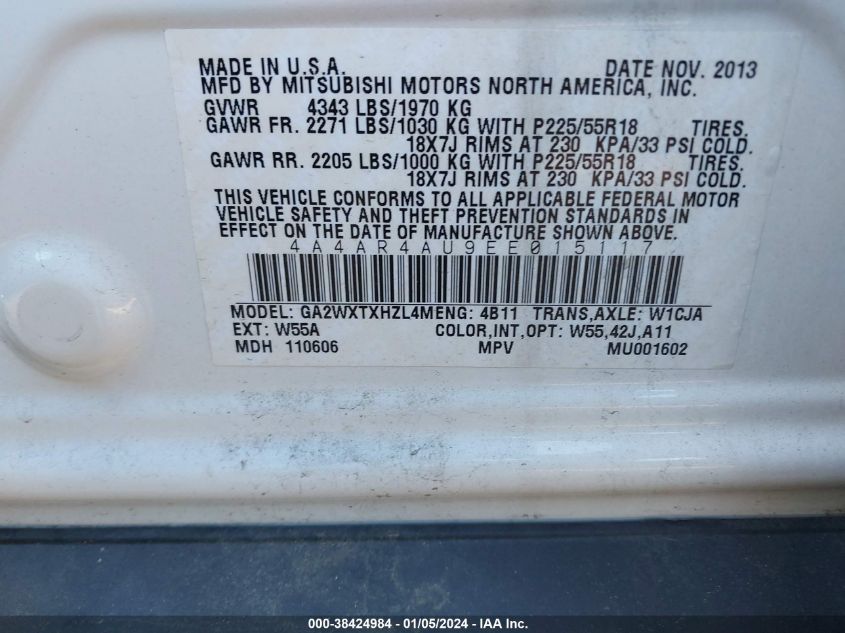 MADE IN U.S.A. DATE NOV. 2013
MFD BY MITSUBISHI MOTORS NORTH AMERICA, INC.
GVWR 4343 LBS/1970 KG
GAWR FR. 2271 LBS/1030 KG WITH P225/55R18 TIRES.
18X7J RIMS AT 230 KPA/33 PSI COLD.
GAWR RR. 2205 LBS/1000 KG WITH P225/55R18 TIRES.
18X7J RIMS AT 230 KPA/33 PSI COLD.
THIS VEHICLE CONFORMS TO ALL APPLICABLE FEDERAL MOTOR
VEHICLE SAFETY AND THEFT PREVENTION STANDARDS IN
EFFECT ON THE DATE OF MANUFACTURE SHOWN ABOVE.
4A4AR4AU9EE015117
MODEL: GA2WXTXHZL4MENG: 4B11 TRANS,AXLE: W1CJA
EXT: W55A COLOR,INT,OPT: W55,42J,A11
MDH 110606 MPV MU001602
000-38424984 - 01/05/2024 - IAA Inc.